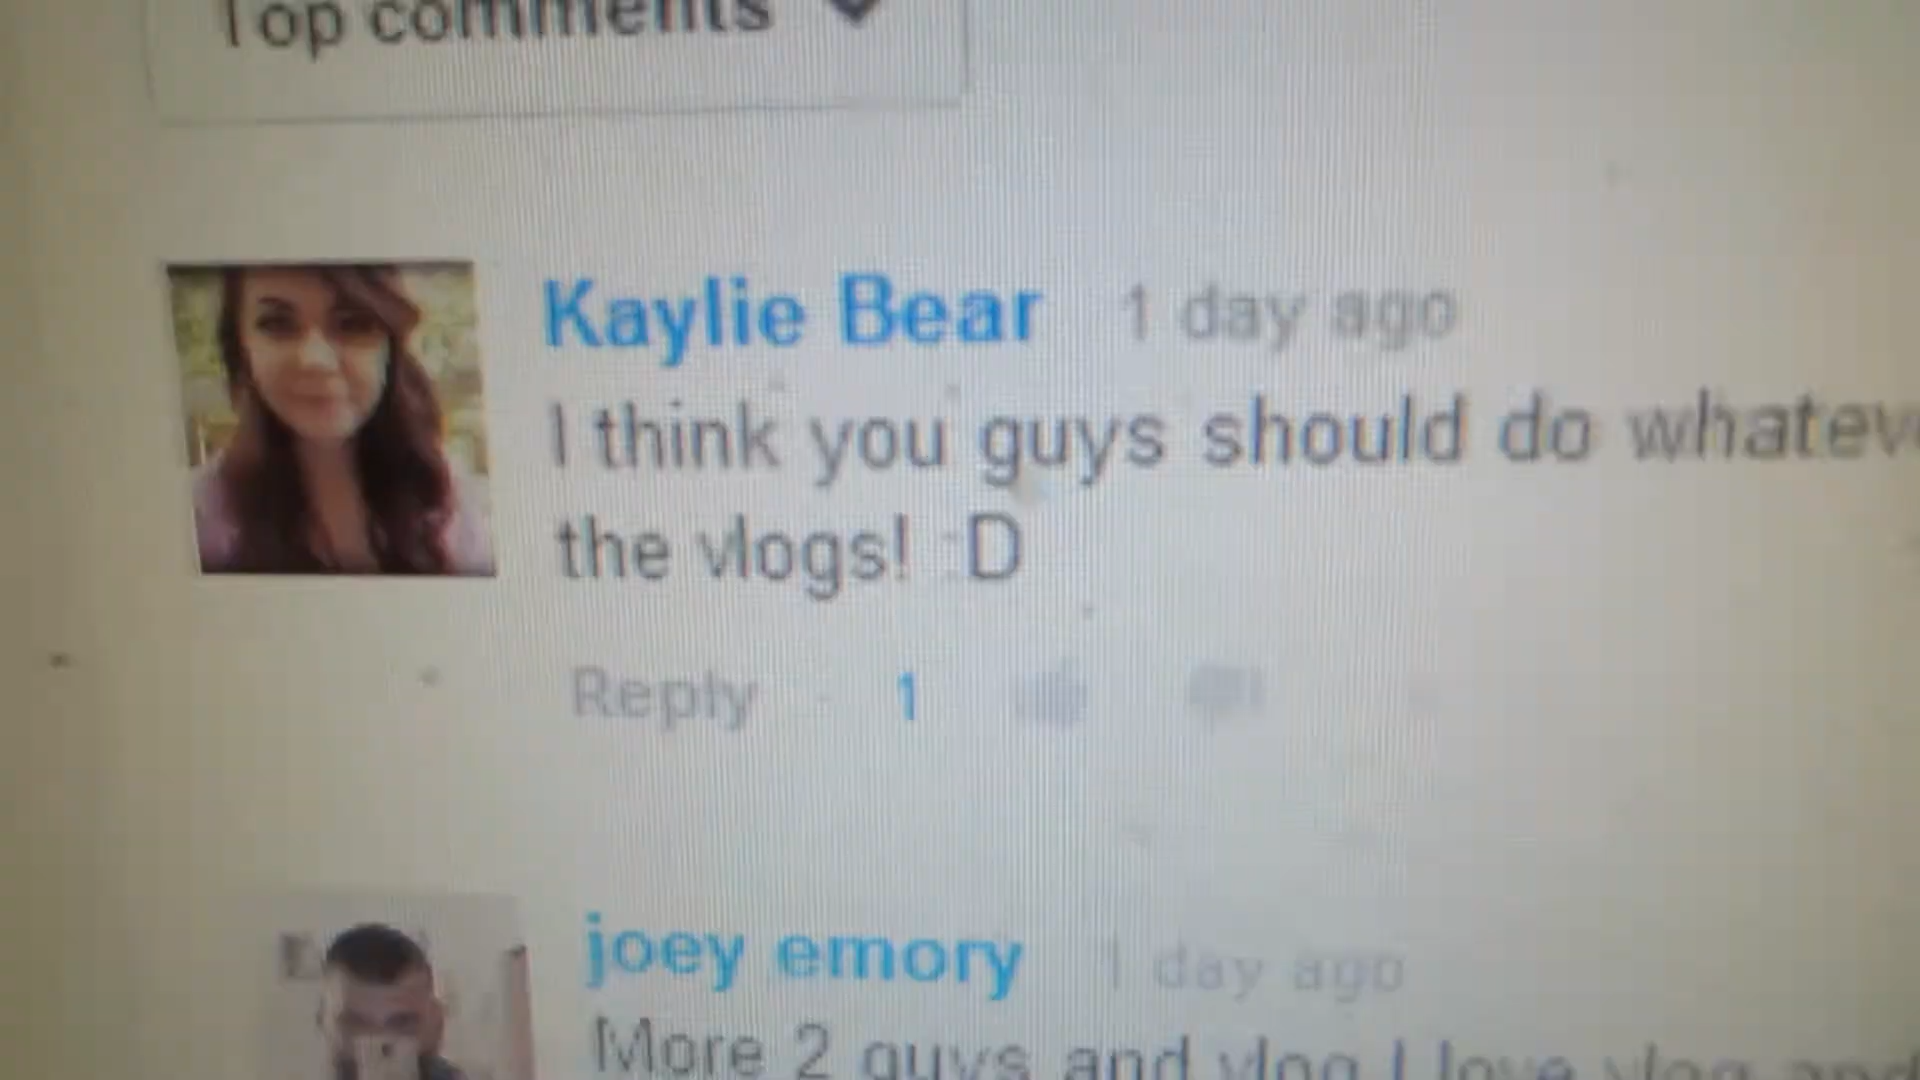 Top comments
Kaylie Bear 1 day ago
I think you guys should do whatev
the vlogs! :D
Reply · 1
joey emory 1 day ago
More 2 guys and vlog I love vlog and